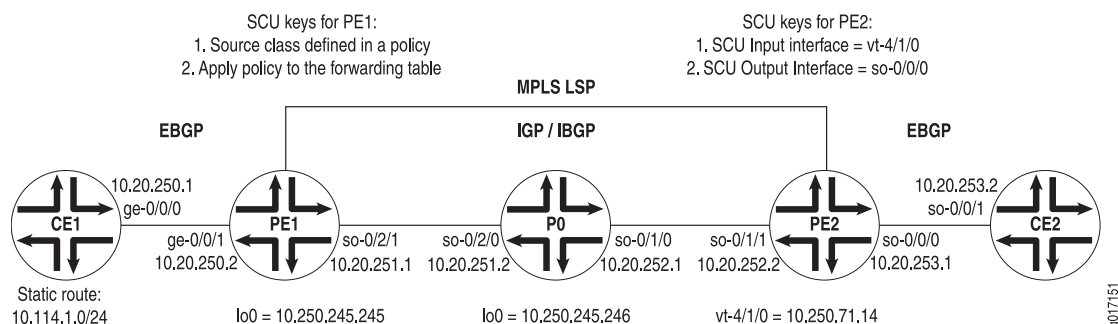 SCU keys for PE1:
1. Source class defined in a policy
2. Apply policy to the forwarding table
SCU keys for PE2:
1. SCU Input interface = vt-4/1/0
2. SCU Output Interface = so-0/0/0
MPLS LSP
EBGP
IGP / IBGP
EBGP
10.20.250.1
ge-0/0/0
CE1
ge-0/0/1
10.20.250.2
PE1
so-0/2/1
10.20.251.1
so-0/2/0
10.20.251.2
P0
so-0/1/0
10.20.252.1
so-0/1/1
10.20.252.2
PE2
so-0/0/0
10.20.253.1
10.20.253.2
so-0/0/1
CE2
Static route:
10.114.1.0/24
lo0 = 10.250.245.245
lo0 = 10.250.245.246
vt-4/1/0 = 10.250.71.14
017151